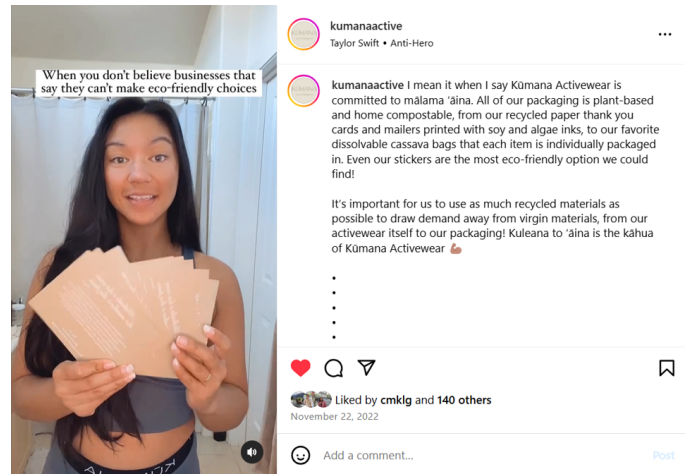 When you don't believe businesses that
say they can't make eco-friendly choices
kumanaactive
Taylor Swift • Anti-Hero
kumanaactive I mean it when I say Kūmana Activewear is
committed to mālama ʻāina. All of our packaging is plant-based
and home compostable, from our recycled paper thank you
cards and mailers printed with soy and algae inks, to our favorite
dissolvable cassava bags that each item is individually packaged
in. Even our stickers are the most eco-friendly option we could
find!
It's important for us to use as much recycled materials as
possible to draw demand away from virgin materials, from our
activewear itself to our packaging! Kuleana to ʻāina is the kāhua
of Kūmana Activewear 💪🏽
•
•
•
•
•
Liked by cmklg and 140 others
November 22, 2022
Add a comment...
Post